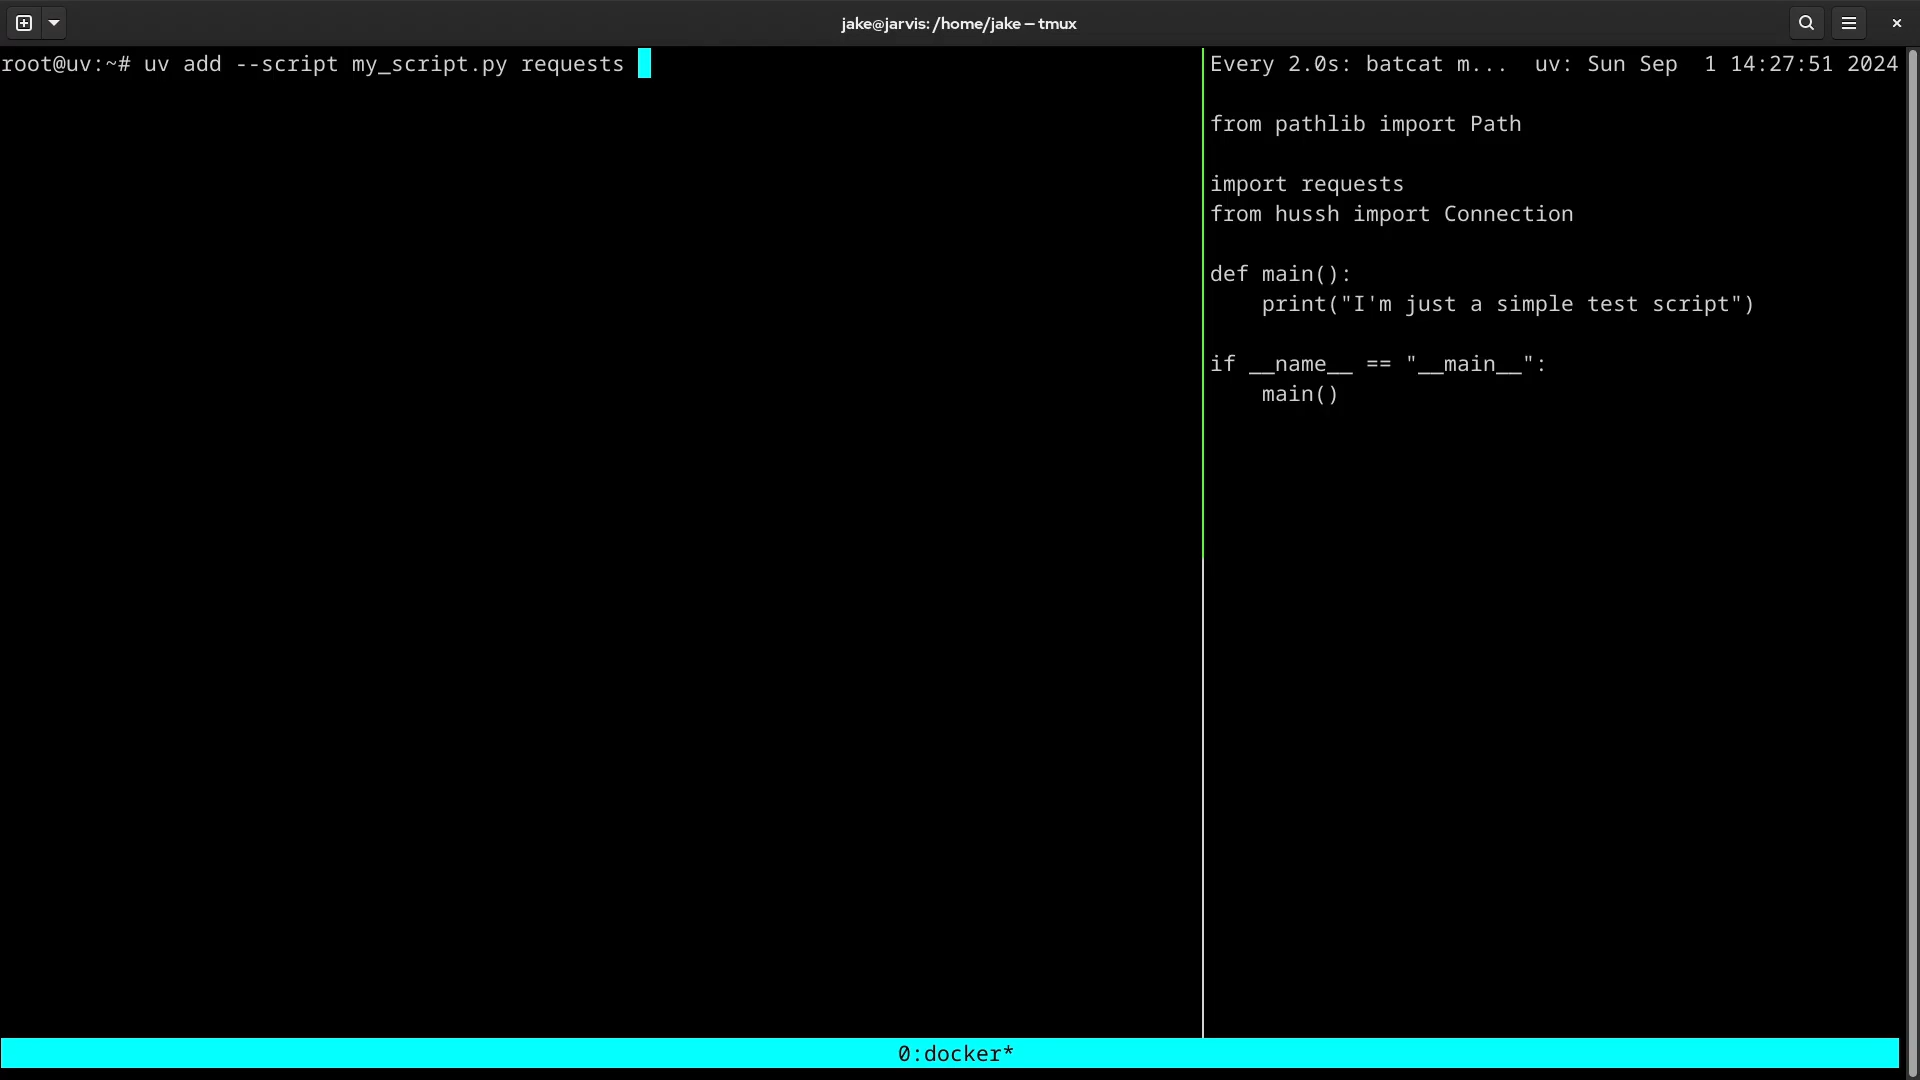 jake@jarvis: /home/jake — tmux
root@uv:~# uv add --script my_script.py requests
Every 2.0s: batcat m...  uv: Sun Sep  1 14:27:51 2024
from pathlib import Path
import requests
from hussh import Connection
def main():
    print("I'm just a simple test script")
if __name__ == "__main__":
    main()
0:docker*